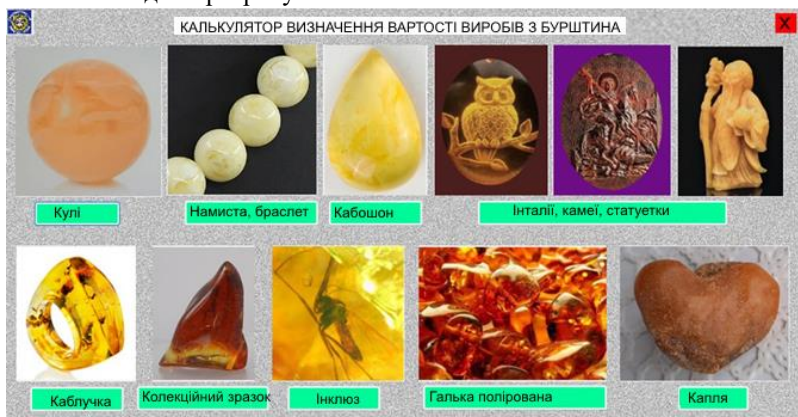 КАЛЬКУЛЯТОР ВИЗНАЧЕННЯ ВАРТОСТІ ВИРОБІВ З БУРШТИНА
X
Кулі
Намиста, браслет
Кабошон
Інталії, камеї, статуетки
Каблучка
Колекційний зразок
Інклюз
Галька полірована
Капля